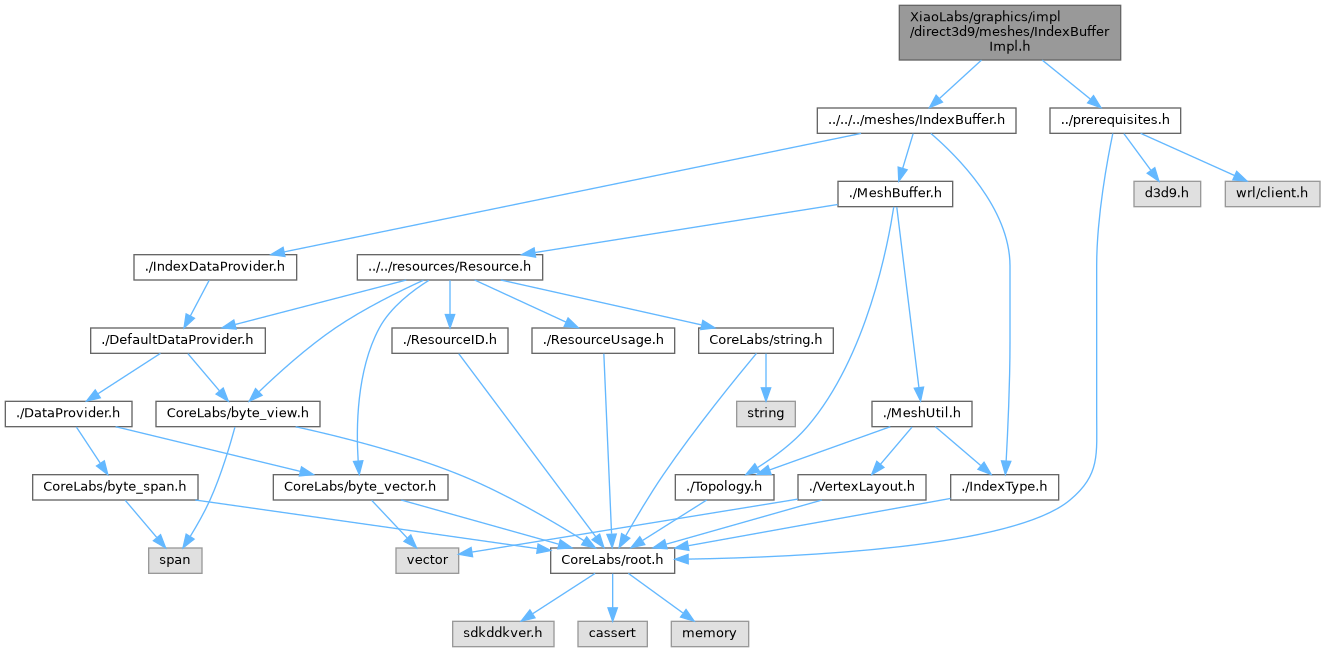 XiaoLabs/graphics/impl
/direct3d9/meshes/IndexBuffer
Impl.h
../../../meshes/IndexBuffer.h
../prerequisites.h
./MeshBuffer.h
d3d9.h
wrl/client.h
./IndexDataProvider.h
../../resources/Resource.h
./DefaultDataProvider.h
./ResourceID.h
./ResourceUsage.h
CoreLabs/string.h
./DataProvider.h
CoreLabs/byte_view.h
string
./MeshUtil.h
CoreLabs/byte_span.h
CoreLabs/byte_vector.h
./Topology.h
./VertexLayout.h
./IndexType.h
span
vector
CoreLabs/root.h
sdkddkver.h
cassert
memory